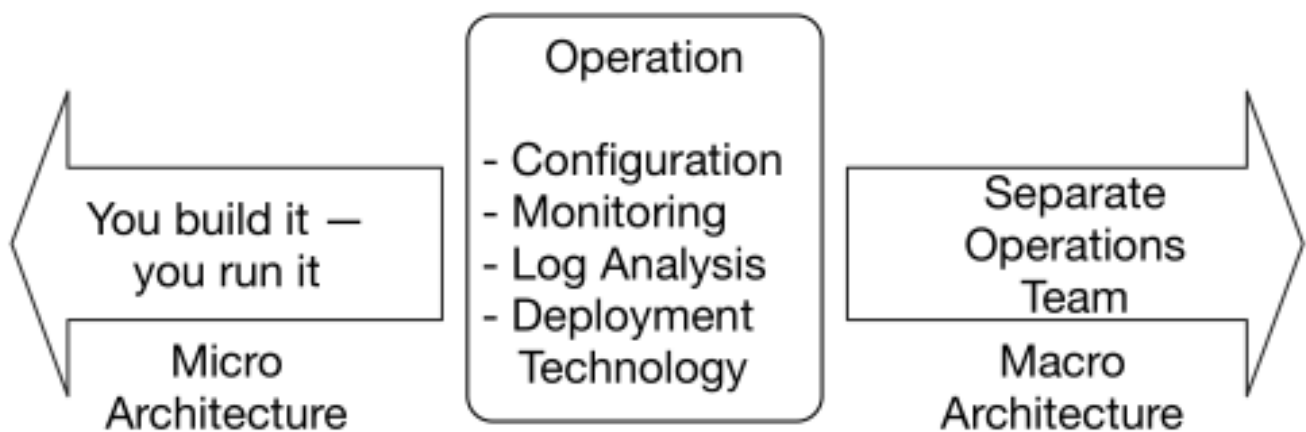 You build it —
you run it
Micro
Architecture
Operation
- Configuration
- Monitoring
- Log Analysis
- Deployment
Technology
Separate
Operations
Team
Macro
Architecture